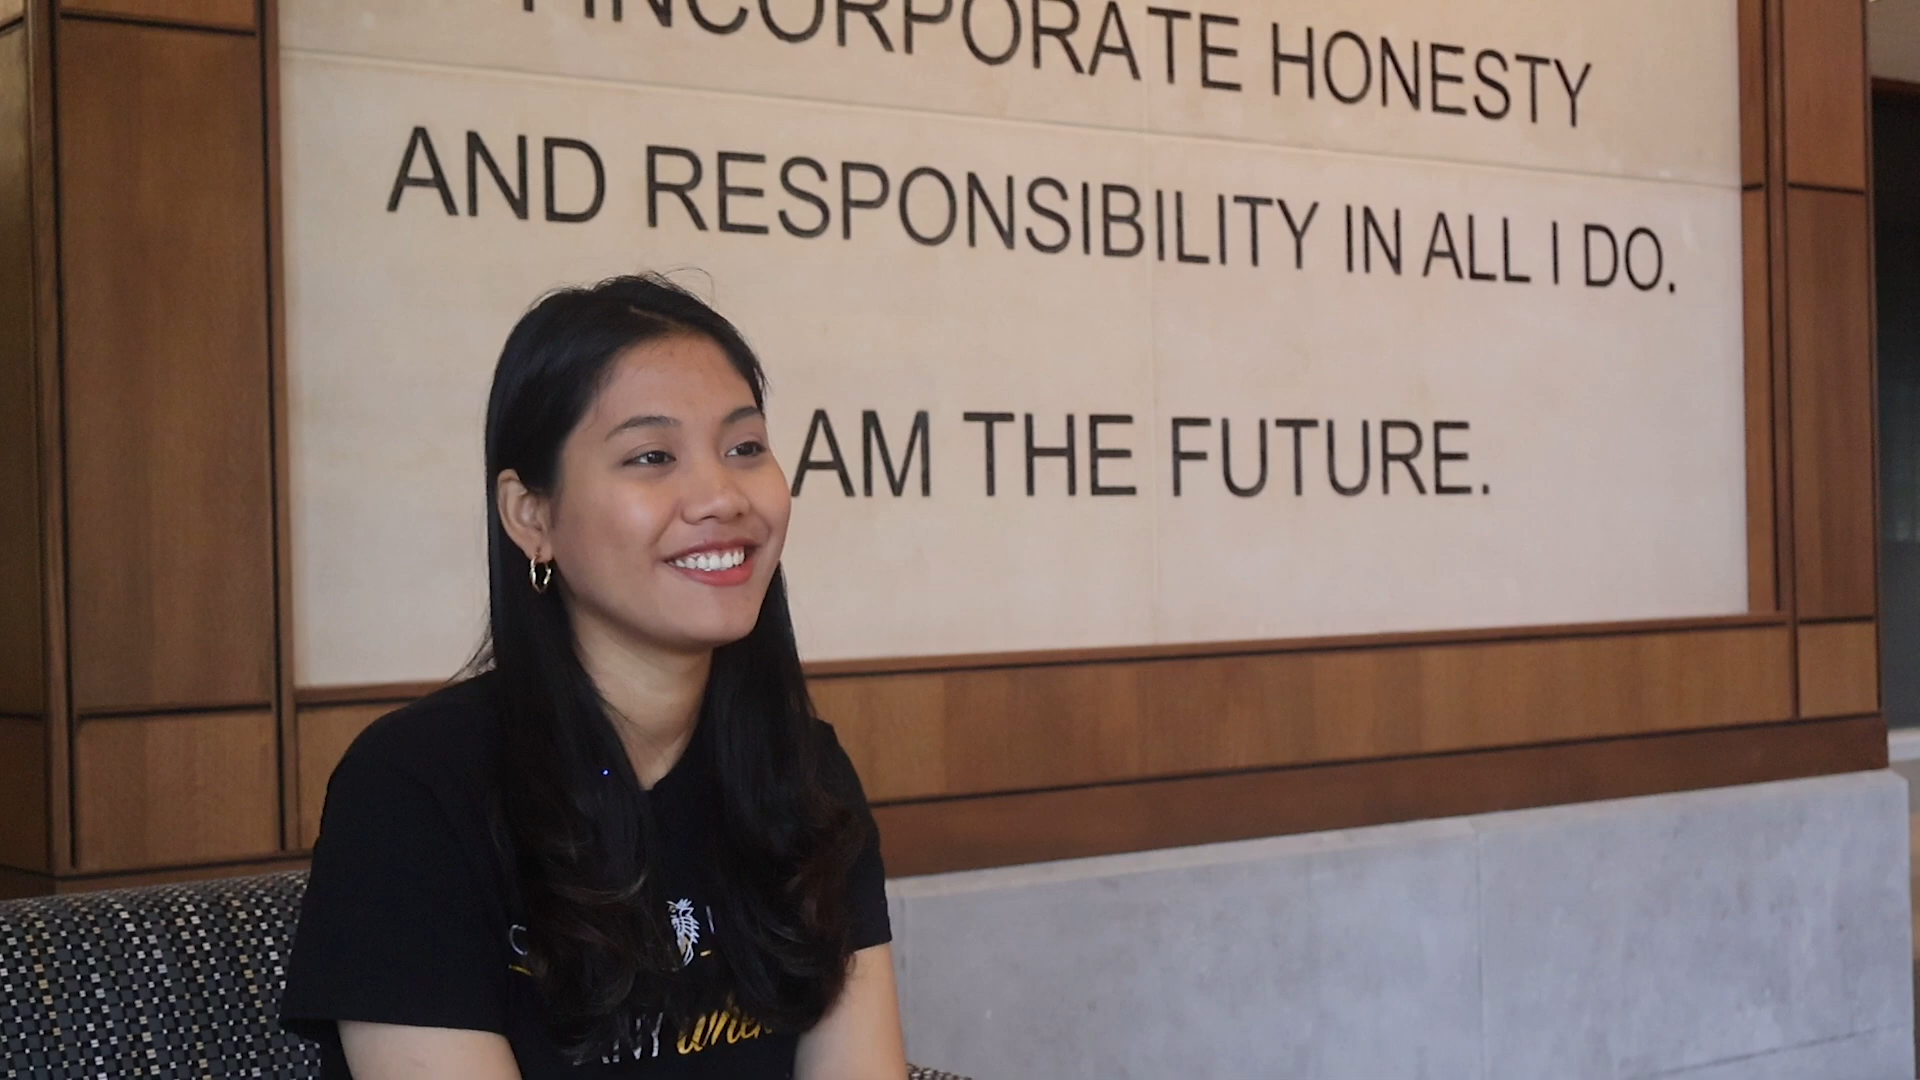 INCORPORATE HONESTY
AND RESPONSIBILITY IN ALL I DO.
AM THE FUTURE.